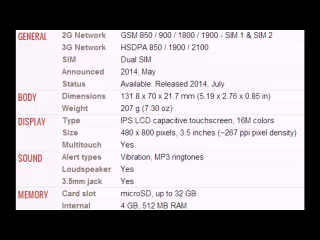 GENERAL 2G Network GSM 850 / 900 / 1800 / 1900 - SIM 1 & SIM 2
3G Network HSDPA 850 / 1900 / 2100
SIM Dual SIM
Announced 2014, May
Status Available. Released 2014, July
BODY Dimensions 131.8 x 70 x 21.7 mm (5.19 x 2.76 x 0.85 in)
Weight 207 g (7.30 oz)
DISPLAY Type IPS LCD capacitive touchscreen, 16M colors
Size 480 x 800 pixels, 3.5 inches (~267 ppi pixel density)
Multitouch Yes
SOUND Alert types Vibration, MP3 ringtones
Loudspeaker Yes
3.5mm jack Yes
MEMORY Card slot microSD, up to 32 GB
Internal 4 GB, 512 MB RAM